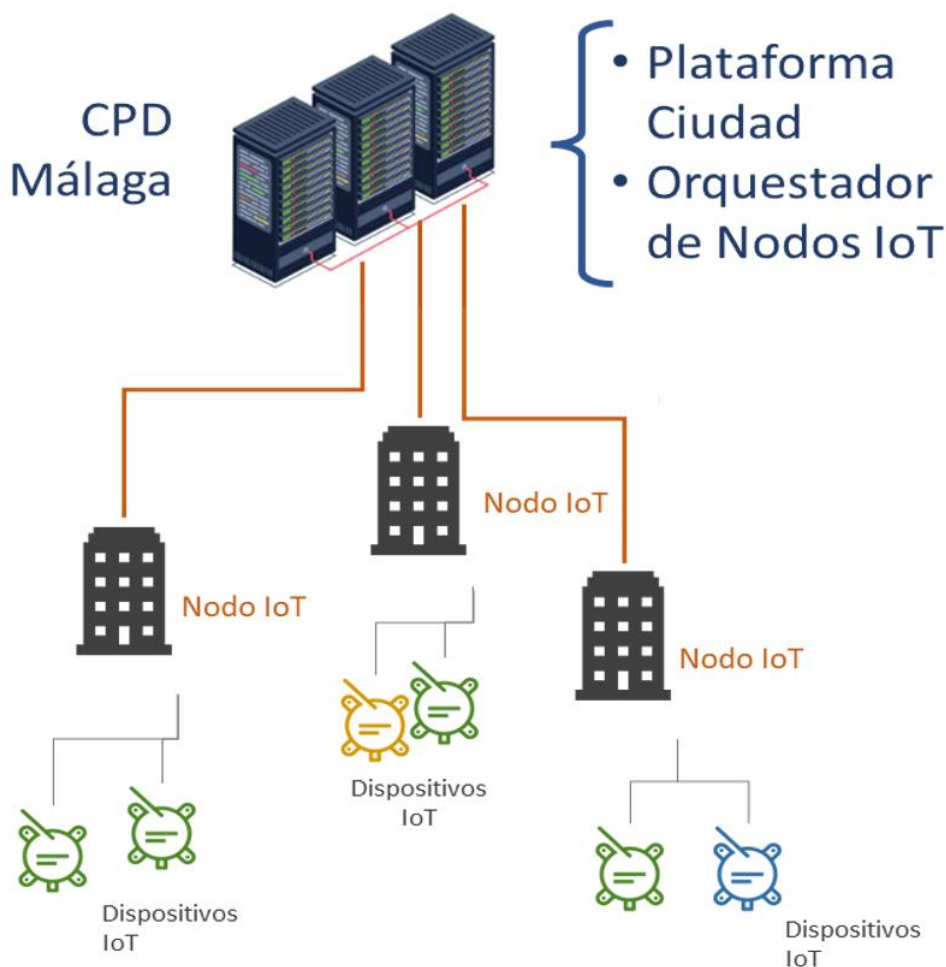 CPD
Málaga
• Plataforma
Ciudad
• Orquestador
de Nodos IoT
Nodo IoT
Nodo IoT
Nodo IoT
Dispositivos
IoT
Dispositivos
IoT
Dispositivos
IoT